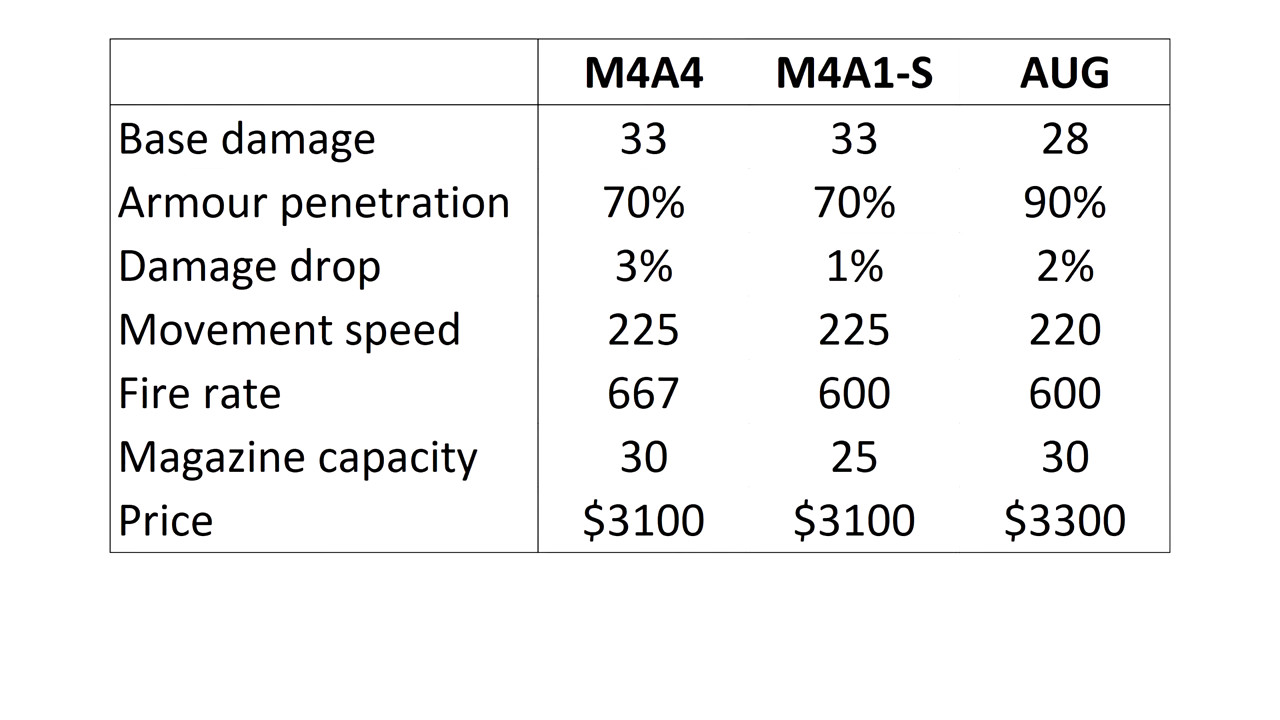 M4A4 M4A1-S AUG
Base damage 33 33 28
Armour penetration 70% 70% 90%
Damage drop 3% 1% 2%
Movement speed 225 225 220
Fire rate 667 600 600
Magazine capacity 30 25 30
Price $3100 $3100 $3300